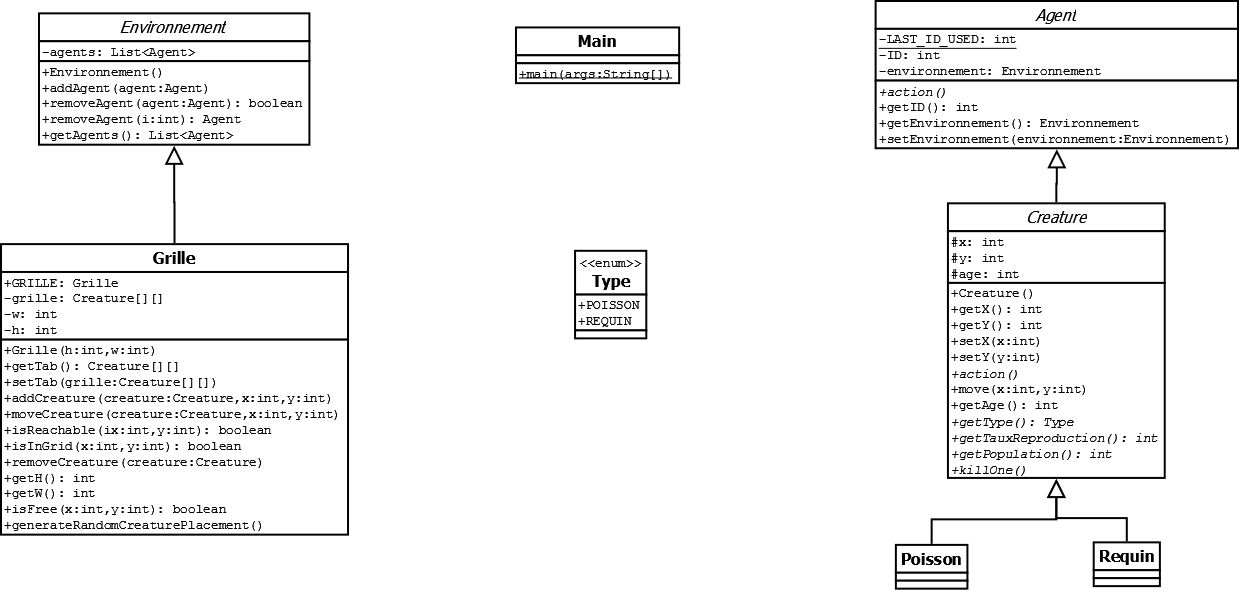 Environnement
-agents: List<Agent>
+Environnement()
+addAgent(agent:Agent)
+removeAgent(agent:Agent): boolean
+removeAgent(i:int): Agent
+getAgents(): List<Agent>
Grille
+GRILLE: Grille
-grille: Creature[][]
-w: int
-h: int
+Grille(h:int,w:int)
+getTab(): Creature[][]
+setTab(grille:Creature[][])
+addCreature(creature:Creature,x:int,y:int)
+moveCreature(creature:Creature,x:int,y:int)
+isReachable(ix:int,y:int): boolean
+isInGrid(x:int,y:int): boolean
+removeCreature(creature:Creature)
+getH(): int
+getW(): int
+isFree(x:int,y:int): boolean
+generateRandomCreaturePlacement()
Main
+main(args:String[])
<<enum>>
Type
+POISSON
+REQUIN
Agent
-LAST_ID_USED: int
-ID: int
-environnement: Environnement
+action()
+getID(): int
+getEnvironnement(): Environnement
+setEnvironnement(environnement:Environnement)
Creature
#x: int
#y: int
#age: int
+Creature()
+getX(): int
+getY(): int
+setX(x:int)
+setY(y:int)
+action()
+move(x:int,y:int)
+getAge(): int
+getType(): Type
+getTauxReproduction(): int
+getPopulation(): int
+killOne()
Poisson
Requin